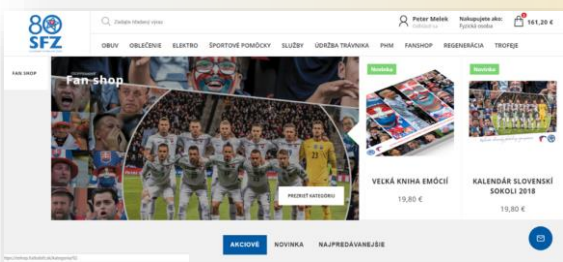 80
SFZ
Zadajte hľadaný výraz
Peter Melek
Odhlásiť sa
Nakupujete ako:
Fyzická osoba
161,20 €
OBUV OBLEČENIE ELEKTRO ŠPORTOVÉ POMÔCKY SLUŽBY ÚDRŽBA TRÁVNIKA PHM FANSHOP REGENERÁCIA TROFEJE
FAN SHOP
Fan shop
PREZRIEŤ KATEGÓRIU
Novinka
VEĽKÁ KNIHA EMÓCIÍ
19,80 €
Novinka
KALENDÁR SLOVENSKÍ
SOKOLI 2018
19,80 €
AKCIOVÉ NOVINKA NAJPREDÁVANEJŠIE